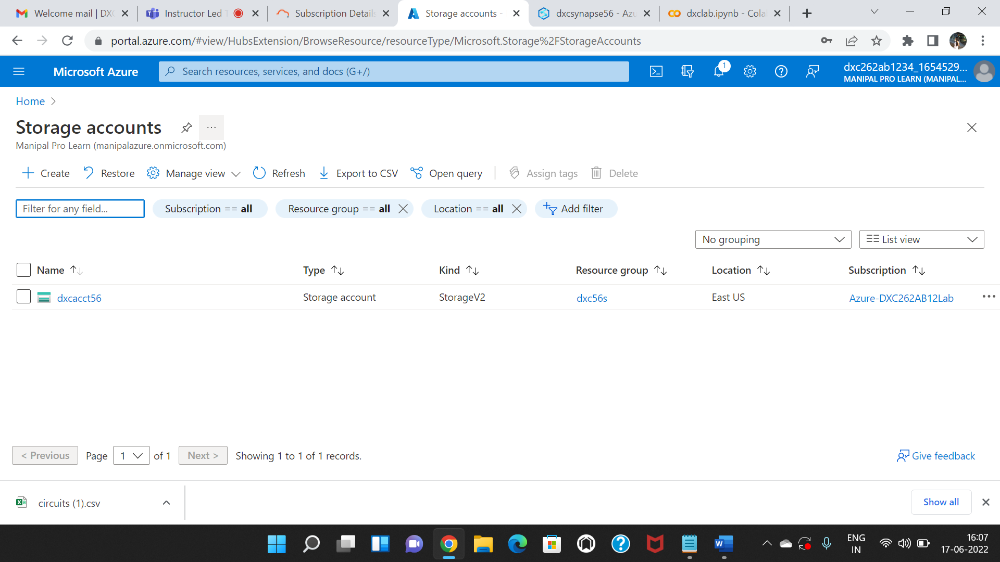 Welcome mail | DXC
Instructor Led T
Subscription Details
Storage accounts -
dxcsynapse56 - Azu
dxclab.ipynb - Colal
portal.azure.com/#view/HubsExtension/BrowseResource/resourceType/Microsoft.Storage%2FStorageAccounts
Microsoft Azure
Search resources, services, and docs (G+/)
1
dxc262ab1234_1654529...
MANIPAL PRO LEARN (MANIPAL...
Home
Storage accounts
...
Manipal Pro Learn (manipalazure.onmicrosoft.com)
Create
Restore
Manage view
Refresh
Export to CSV
Open query
Assign tags
Delete
Filter for any field...
Subscription == all
Resource group == all
Location == all
Add filter
No grouping
List view
Name
Type
Kind
Resource group
Location
Subscription
dxcacct56
Storage account
StorageV2
dxc56s
East US
Azure-DXC262AB12Lab
...
< Previous
Page
1
of 1
Next >
Showing 1 to 1 of 1 records.
Give feedback
circuits (1).csv
Show all
ENG
IN
16:07
17-06-2022